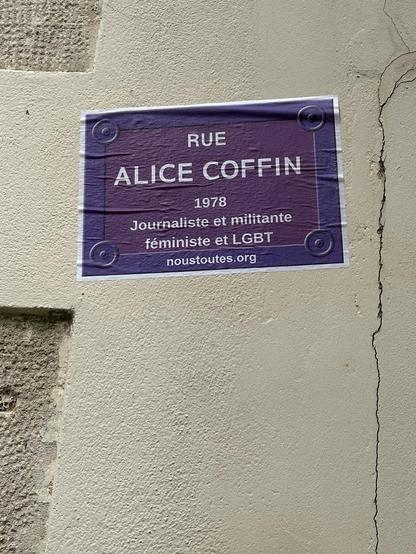 RUE
ALICE COFFIN
1978
Journaliste et militante
féministe et LGBT
noustoutes.org